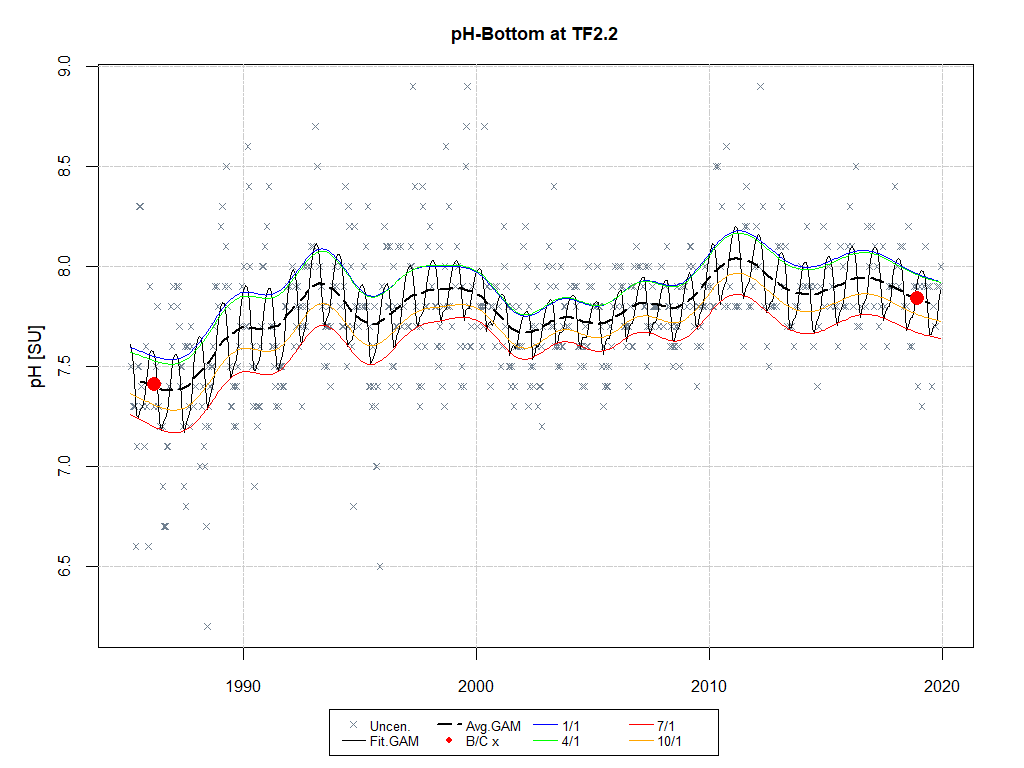 pH-Bottom at TF2.2
pH [SU]
9.0
8.5
8.0
7.5
7.0
6.5
1990 2000 2010 2020
Uncen. Avg.GAM 1/1 7/1
Fit.GAM B/C x 4/1 10/1